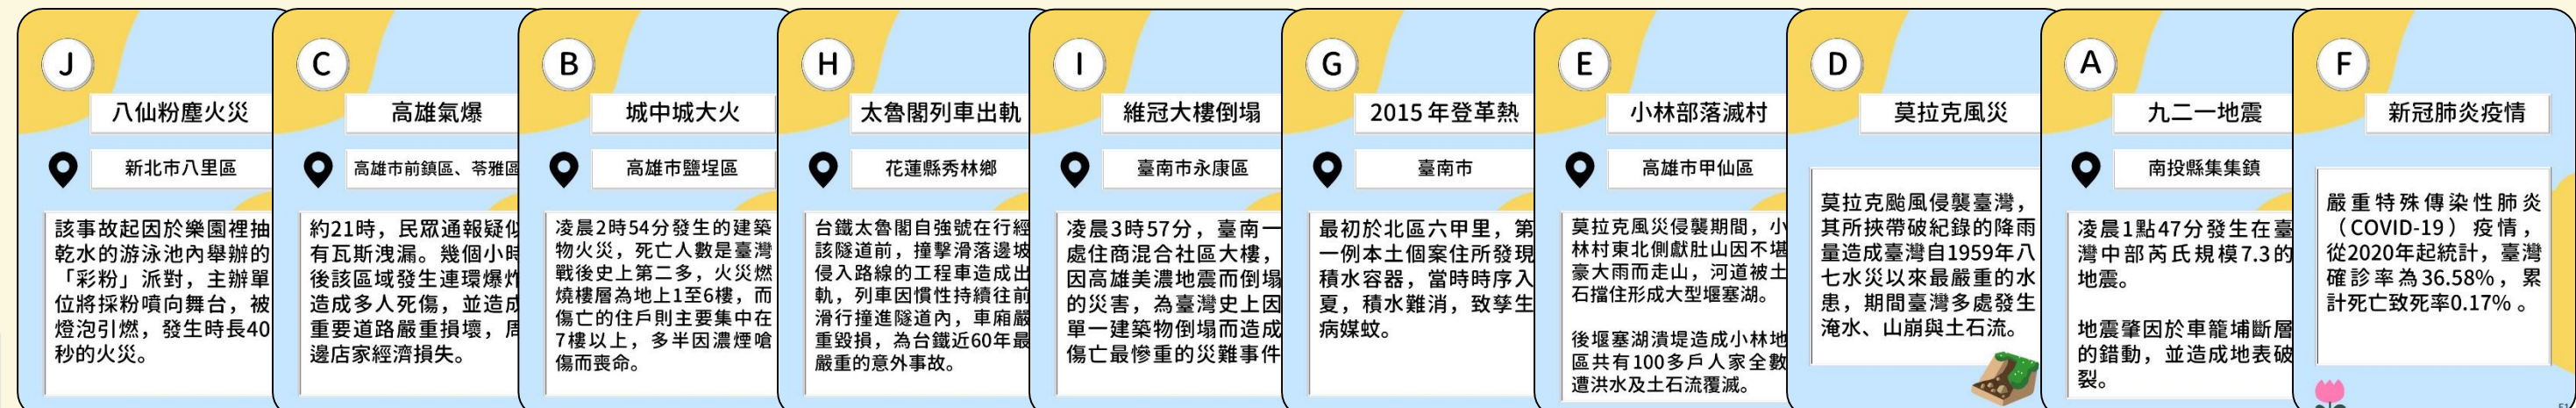 J
八仙粉塵火災
新北市八里區
該事故起因於樂園裡抽
乾水的游泳池內舉辦的
「彩粉」派對，主辦單
位將採粉噴向舞台，被
燈泡引燃，發生時長40
秒的火災。
C
高雄氣爆
高雄市前鎮區、苓雅區
約21時，民眾通報疑似
有瓦斯洩漏。幾個小時
後該區域發生連環爆炸
造成多人死傷，並造成
重要道路嚴重損壞，周
邊店家經濟損失。
B
城中城大火
高雄市鹽埕區
凌晨2時54分發生的建築
物火災，死亡人數是臺灣
戰後史上第二多，火災燃
燒樓層為地上1至6樓，而
傷亡的住戶則主要集中在
7樓以上，多半因濃煙嗆
傷而喪命。
H
太魯閣列車出軌
花蓮縣秀林鄉
台鐵太魯閣自強號在行經
該隧道前，撞擊滑落邊坡
侵入路線的工程車造成出
軌，列車因慣性持續往前
滑行撞進隧道內，車廂嚴
重毀損，為台鐵近60年最
嚴重的意外事故。
I
維冠大樓倒塌
臺南市永康區
凌晨3時57分，臺南一
處住商混合社區大樓，
因高雄美濃地震而倒塌
的災害，為臺灣史上因
單一建築物倒塌而造成
傷亡最慘重的災難事件
G
2015年登革熱
臺南市
最初於北區六甲里，第
一例本土個案住所發現
積水容器，當時時序入
夏，積水難消，致孳生
病媒蚊。
E
小林部落滅村
高雄市甲仙區
莫拉克風災侵襲期間，小
林村東北側獻肚山因不堪
豪大雨而走山，河道被土
石擋住形成大型堰塞湖。
後堰塞湖潰堤造成小林地
區共有100多戶人家全數
遭洪水及土石流覆滅。
D
莫拉克風災
莫拉克颱風侵襲臺灣，
其所挾帶破紀錄的降雨
量造成臺灣自1959年八
七水災以來最嚴重的水
患，期間臺灣多處發生
淹水、山崩與土石流。
A
九二一地震
南投縣集集鎮
凌晨1點47分發生在臺
灣中部芮氏規模7.3的
地震。
地震肇因於車籠埔斷層
的錯動，並造成地表破
裂。
F
新冠肺炎疫情
嚴重特殊傳染性肺炎
（COVID-19）疫情，
從2020年起統計，臺灣
確診率為36.58%，累
計死亡致死率0.17%。